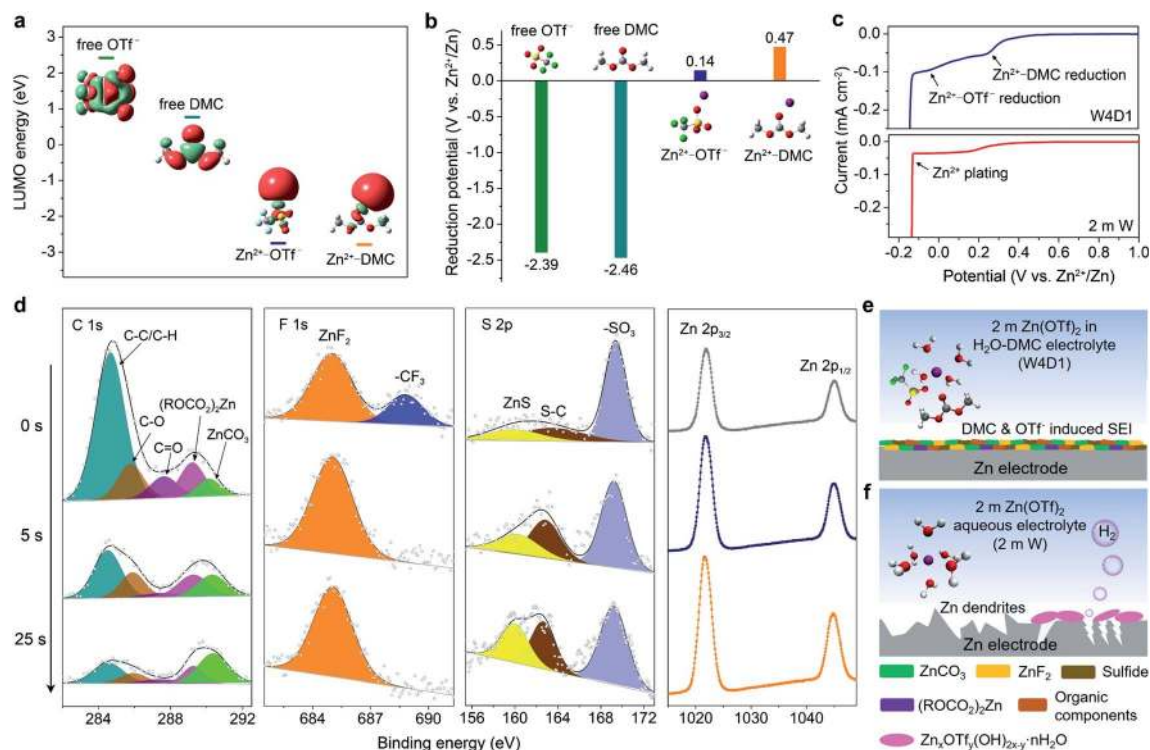 a
LUMO energy (eV)
3
2
1
0
-1
-2
-3
free OTf⁻
free DMC
Zn²⁺-OTf⁻
Zn²⁺-DMC
b
Reduction potential (V vs. Zn²⁺/Zn)
0.5
0.0
-0.5
-1.0
-1.5
-2.0
-2.5
free OTf⁻
free DMC
0.14
0.47
Zn²⁺-OTf⁻
Zn²⁺-DMC
-2.39
-2.46
c
Current (mA cm⁻²)
0.0
-0.1
-0.2
Zn²⁺-DMC reduction
Zn²⁺-OTf⁻ reduction
W4D1
0.0
-0.1
-0.2
Zn²⁺ plating
2 m W
0.0 0.2 0.4 0.6 0.8 1.0
Potential (V vs. Zn²⁺/Zn)
d
0 s
5 s
25 s
C 1s
C-C/C-H
C-O
C=O
(ROCO₂)₂Zn
ZnCO₃
284 288 292
F 1s
ZnF₂
-CF₃
684 687 690
S 2p
-SO₃
ZnS
S-C
156 160 164 168 172
Zn 2p₃/₂
Zn 2p₁/₂
1020 1040
Binding energy (eV)
e
2 m Zn(OTf)₂ in
H₂O-DMC electrolyte
(W4D1)
DMC & OTf⁻ induced SEI
Zn electrode
f
2 m Zn(OTf)₂
aqueous electrolyte
(2 m W)
H₂
Zn dendrites
Zn electrode
ZnCO₃
ZnF₂
Sulfide
(ROCO₂)₂Zn
Organic
components
ZnₓOTfᵧ(OH)₂ₓ₋ᵧ·nH₂O